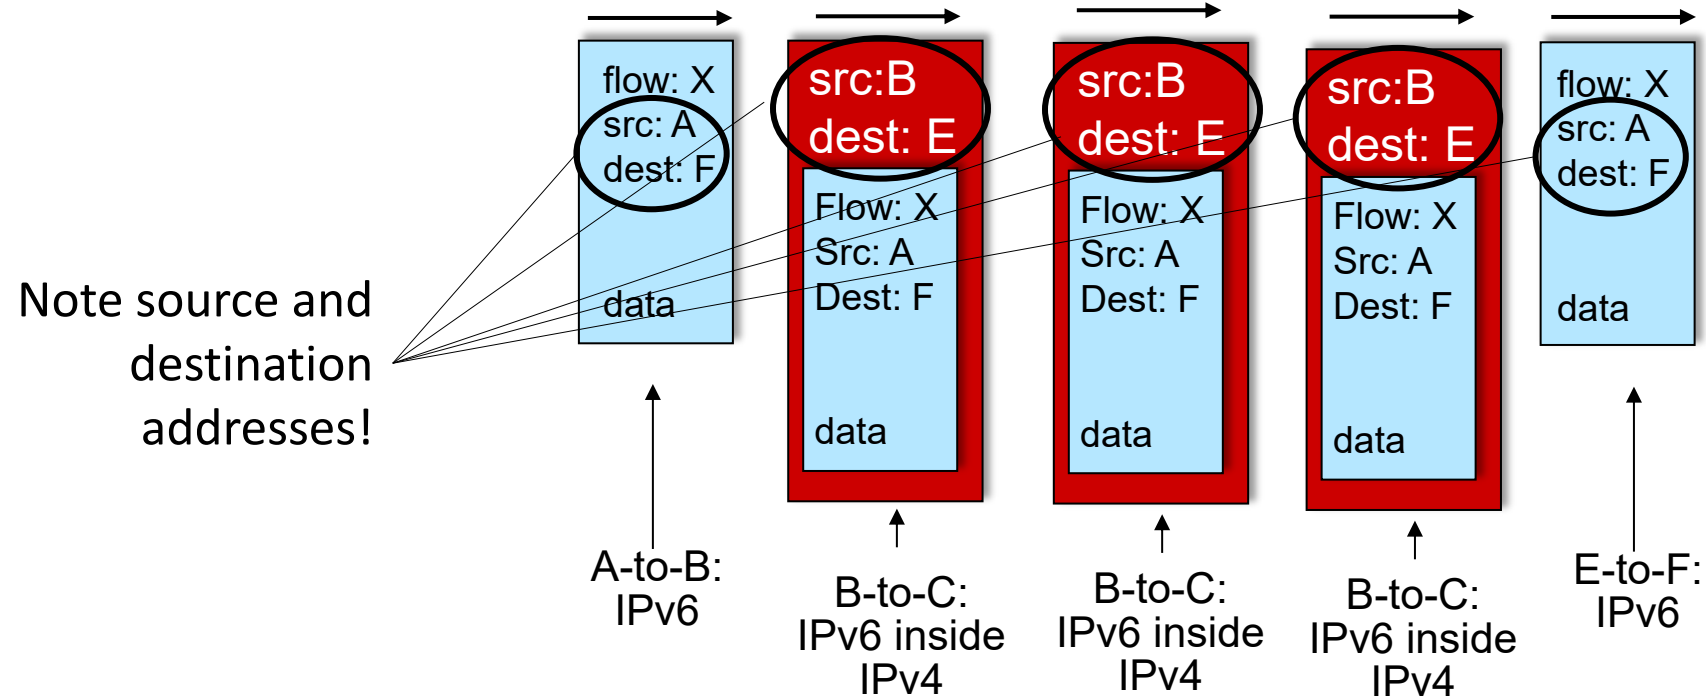 flow: X
src: A
dest: F
data
src:B
dest: E
Flow: X
Src: A
Dest: F
data
src:B
dest: E
Flow: X
Src: A
Dest: F
data
src:B
dest: E
Flow: X
Src: A
Dest: F
data
flow: X
src: A
dest: F
data
Note source and
destination
addresses!
A-to-B:
IPv6
B-to-C:
IPv6 inside
IPv4
B-to-C:
IPv6 inside
IPv4
B-to-C:
IPv6 inside
IPv4
E-to-F:
IPv6